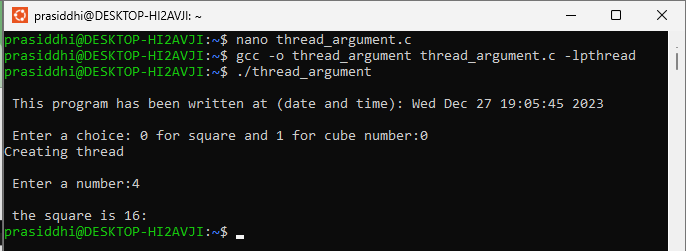 prasiddhi@DESKTOP-HI2AVJI: ~
prasiddhi@DESKTOP-HI2AVJI:~$ nano thread_argument.c
prasiddhi@DESKTOP-HI2AVJI:~$ gcc -o thread_argument thread_argument.c -lpthread
prasiddhi@DESKTOP-HI2AVJI:~$ ./thread_argument
This program has been written at (date and time): Wed Dec 27 19:05:45 2023
Enter a choice: 0 for square and 1 for cube number:0
Creating thread
Enter a number:4
the square is 16:
prasiddhi@DESKTOP-HI2AVJI:~$